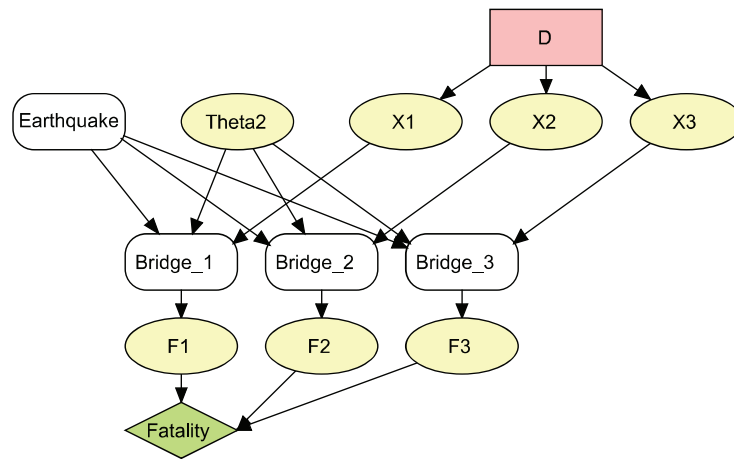 D
Earthquake
Theta2
X1
X2
X3
Bridge_1
Bridge_2
Bridge_3
F1
F2
F3
Fatality